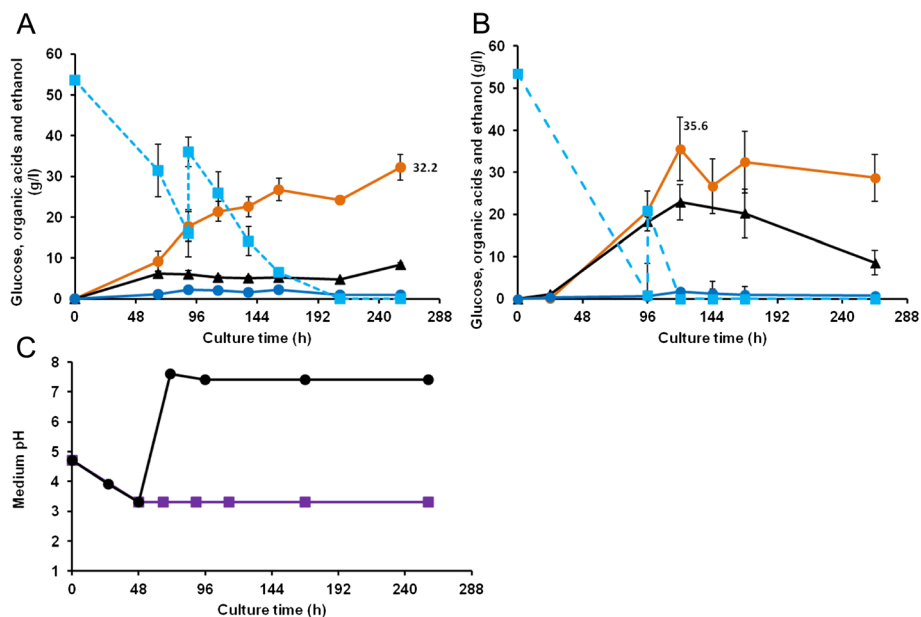 A
Glucose, organic acids and ethanol
(g/l)
60
50
40
30
20
10
0
32.2
0 48 96 144 192 240 288
Culture time (h)
B
Glucose, organic acids and ethanol (g/l)
60
50
40
30
20
10
0
35.6
0 48 96 144 192 240 288
Culture time (h)
C
Medium pH
8
7
6
5
4
3
2
1
0 48 96 144 192 240 288
Culture time (h)